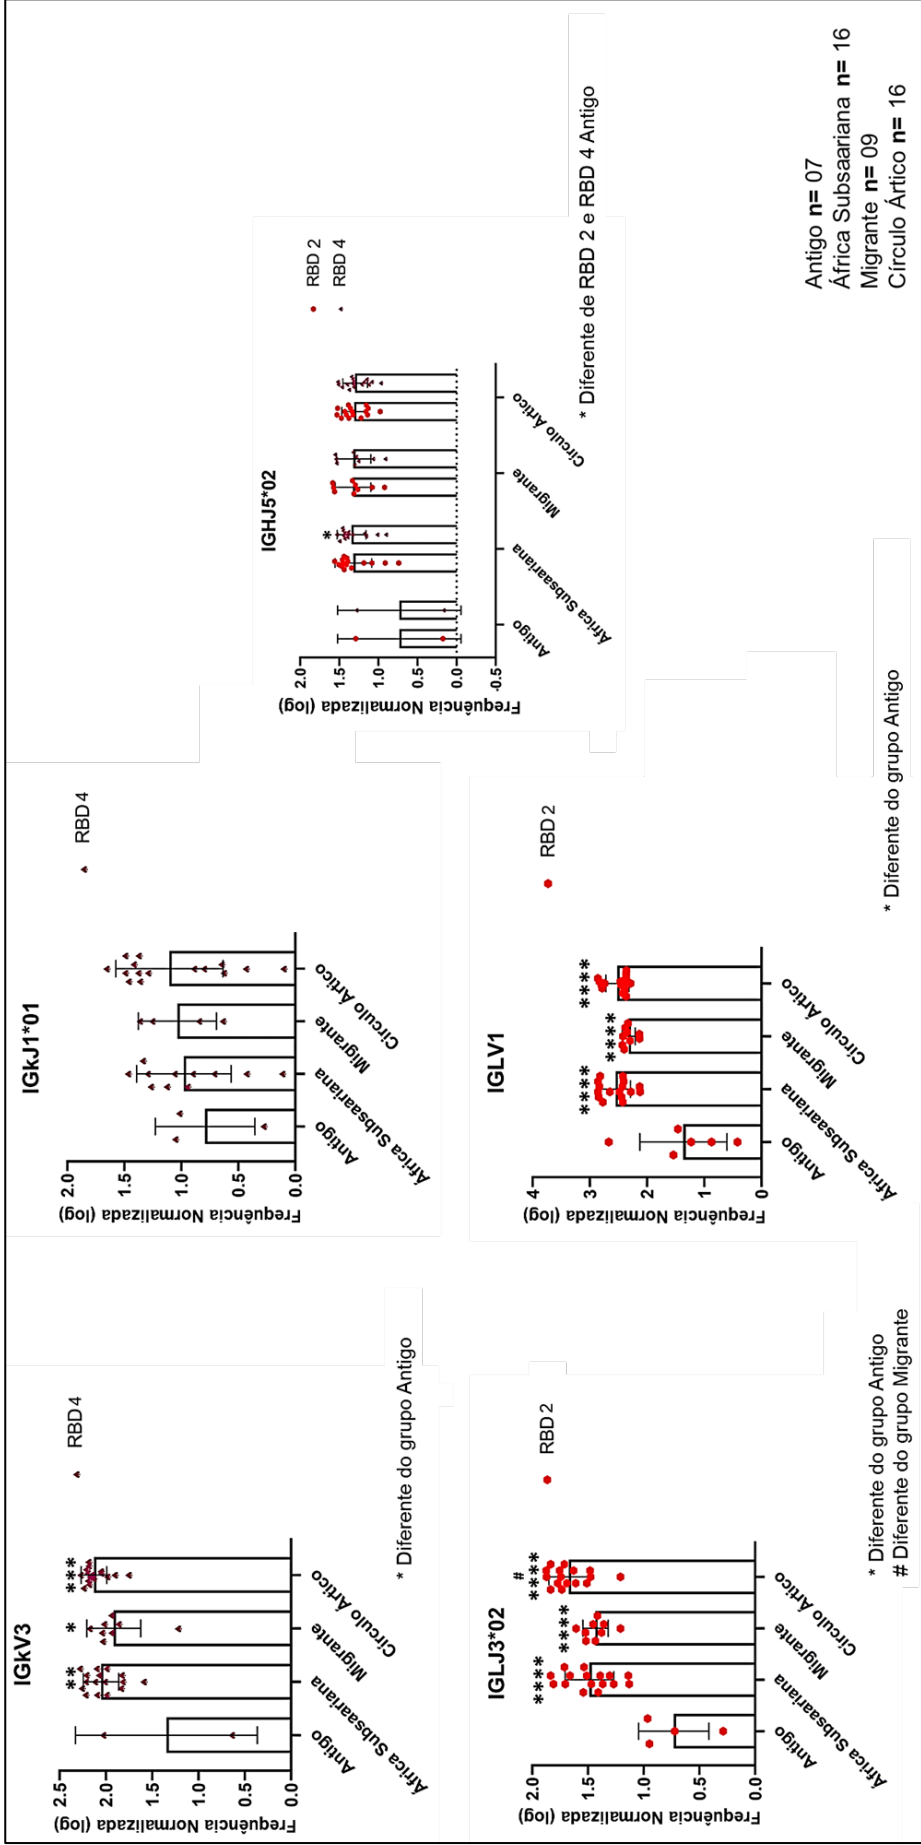 IGkV3
Frequência Normalizada (log)
2.5
2.0
1.5
1.0
0.5
0.0
** * ***
Antigo
África Subsaariana
Migrante
Círculo Ártico
RBD 4
* Diferente do grupo Antigo
IGkJ1*01
Frequência Normalizada (log)
2.0
1.5
1.0
0.5
0.0
Antigo
África Subsaariana
Migrante
Círculo Ártico
RBD 4
IGHJ5*02
Frequência Normalizada (log)
2.0
1.5
1.0
0.5
0.0
-0.5
*
Antigo
África Subsaariana
Migrante
Círculo Ártico
RBD 2
RBD 4
* Diferente de RBD 2 e RBD 4 Antigo
IGLJ3*02
Frequência Normalizada (log)
2.0
1.5
1.0
0.5
0.0
#
**** **** ****
Antigo
África Subsaariana
Migrante
Círculo Ártico
RBD 2
* Diferente do grupo Antigo
# Diferente do grupo Migrante
IGLV1
Frequência Normalizada (log)
4
3
2
1
0
**** **** ****
Antigo
África Subsaariana
Migrante
Círculo Ártico
RBD 2
* Diferente do grupo Antigo
Antigo n= 07
África Subsaariana n= 16
Migrante n= 09
Círculo Ártico n= 16